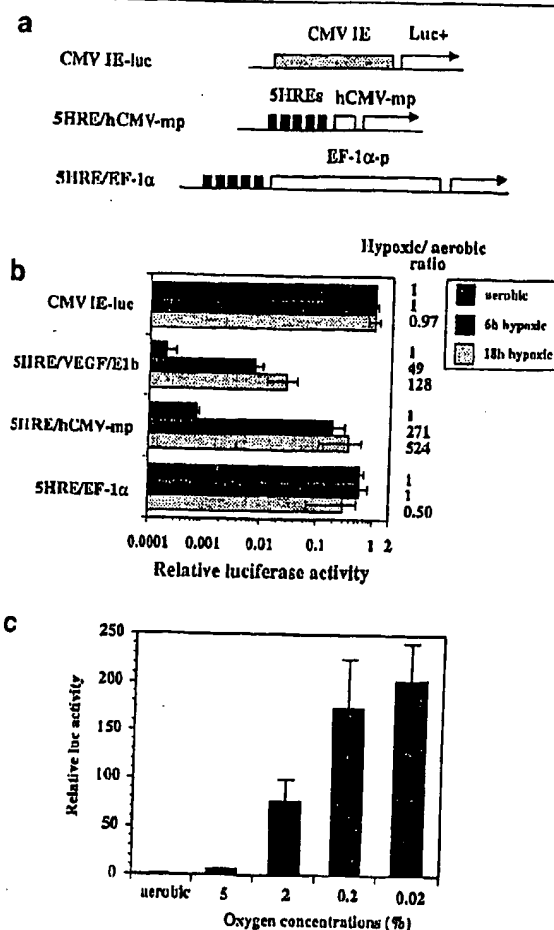 a
CMV IE Luc+
CMV IE-luc
5HREs hCMV-mp
5HRE/hCMV-mp
EF-1α-p
5HRE/EF-1α
Hypoxic/ aerobic
ratio
b
CMV IE-luc
1
1
0.97
5HRE/VEGF/E1b
1
49
128
5HRE/hCMV-mp
1
271
524
5HRE/EF-1α
1
1
0.50
aerobic
6h hypoxic
18h hypoxic
0.0001 0.001 0.01 0.1 1 2
Relative luciferase activity
c
Relative luc activity
250
200
150
100
50
0
aerobic 5 2 0.2 0.02
Oxygen concentrations (%)